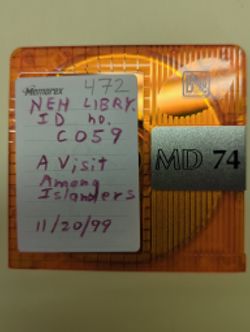 Memorex 472
NEH LIBRY.
ID no.
C059
A Visit
Among
Islanders
11/20/99
MD 74